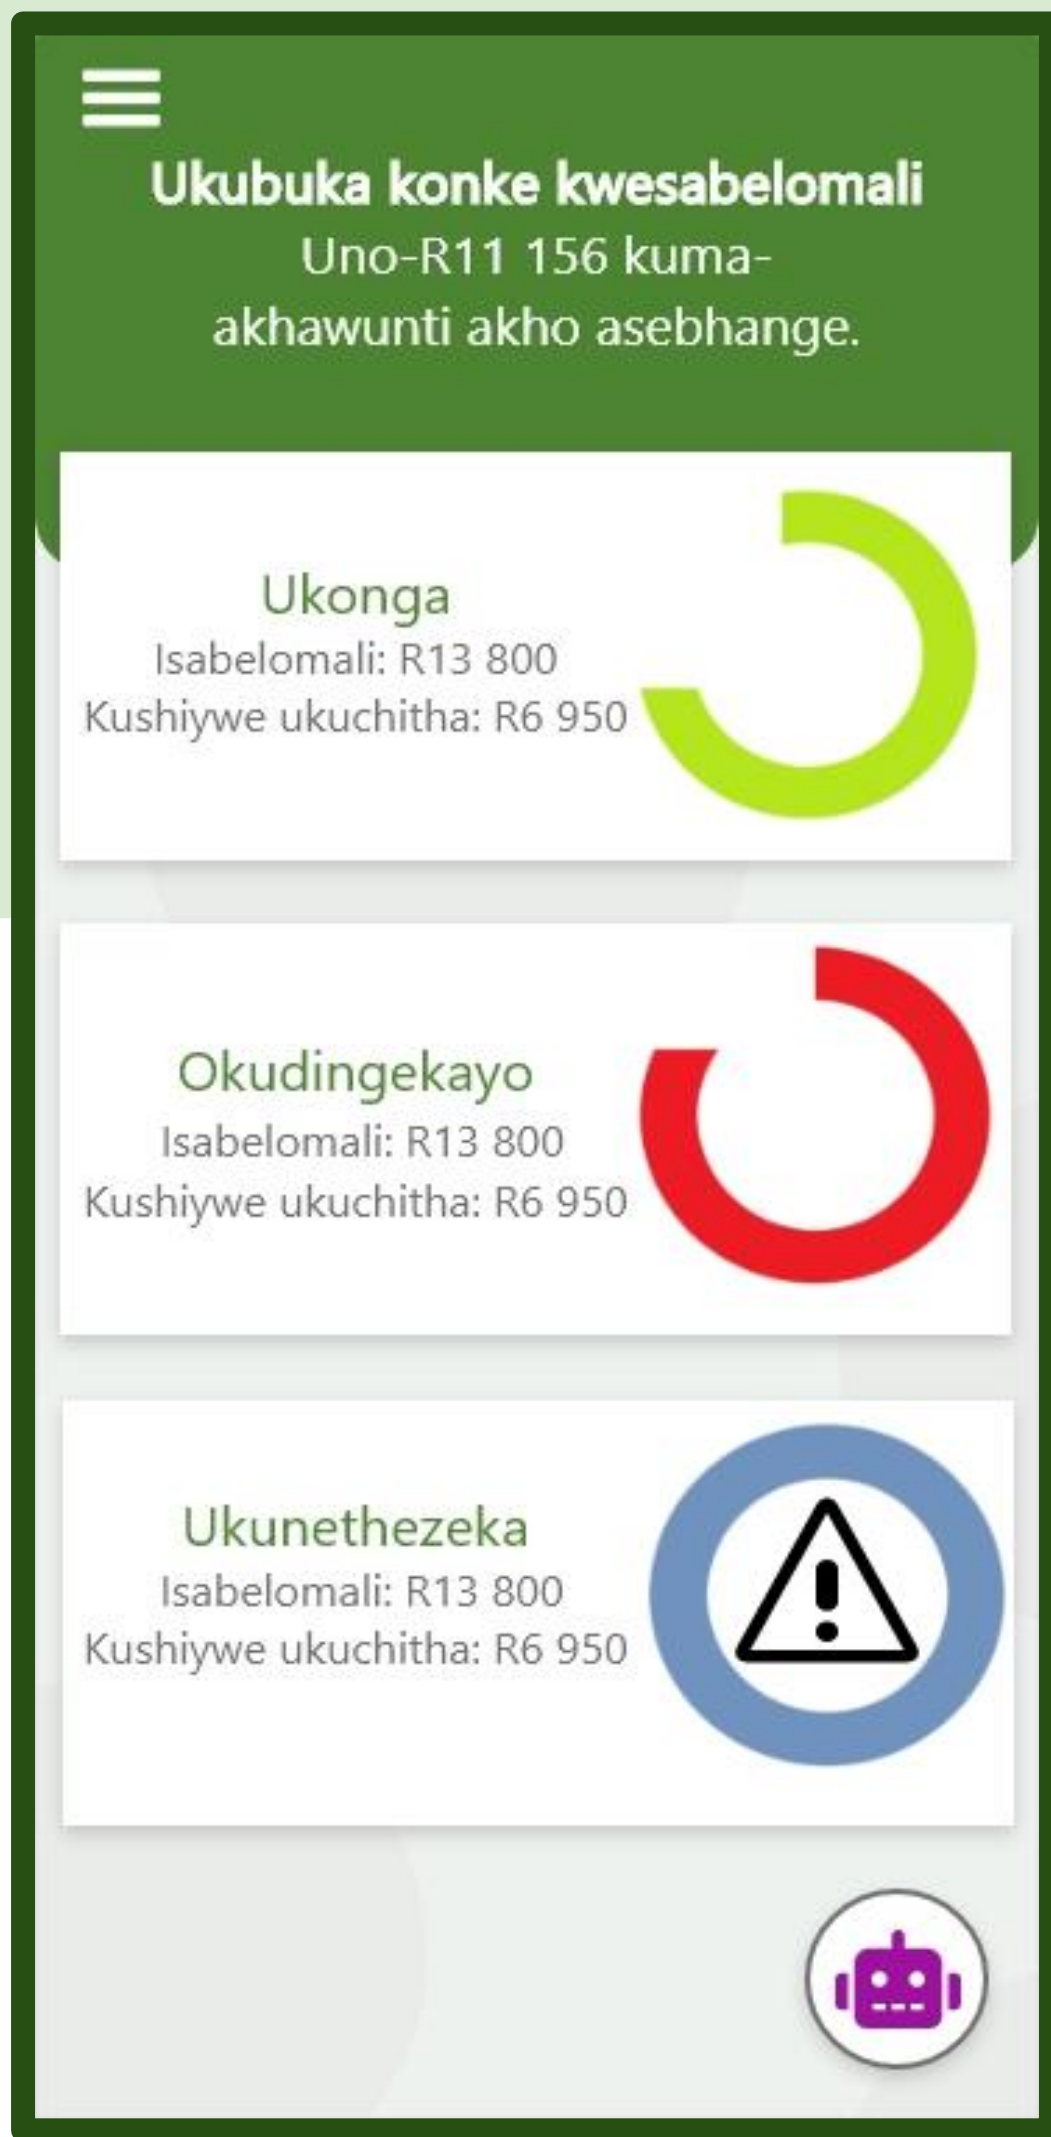 Ukubuka konke kwesabelomali
Uno-R11 156 kuma-
akhawunti akho asebhange.
Ukonga
Isabelomali: R13 800
Kushiywe ukuchitha: R6 950
Okudingekayo
Isabelomali: R13 800
Kushiywe ukuchitha: R6 950
Ukunethezeka
Isabelomali: R13 800
Kushiywe ukuchitha: R6 950